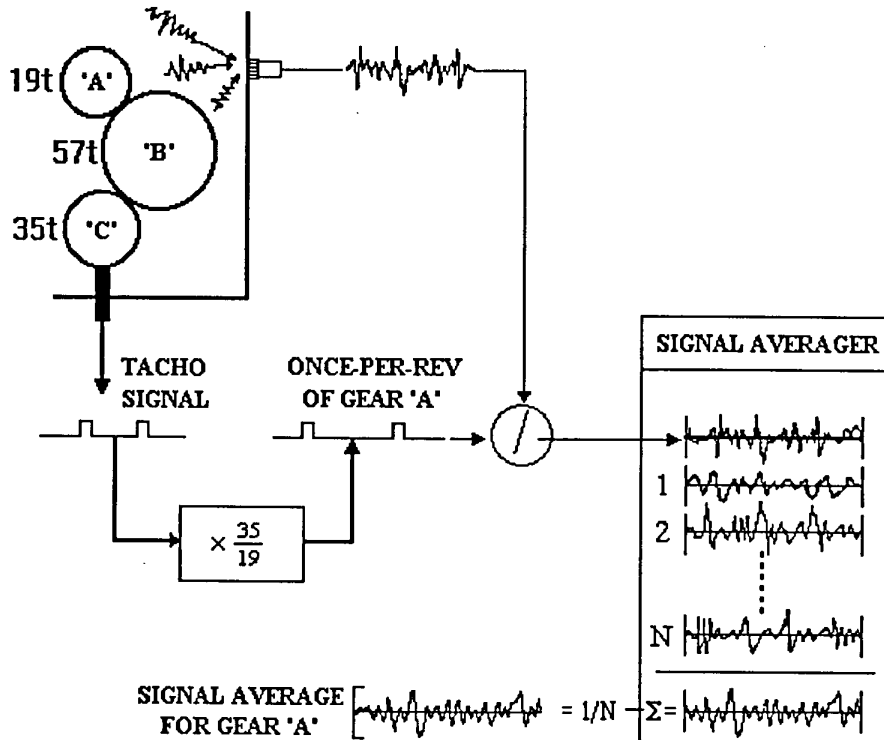 "A"
19t
"B"
57t
"C"
35t
TACHO
SIGNAL
ONCE-PER-REV
OF GEAR "A"
SIGNAL AVERAGER
× 35/19
1
2
N
SIGNAL AVERAGE
FOR GEAR "A"
= 1/N
Σ=